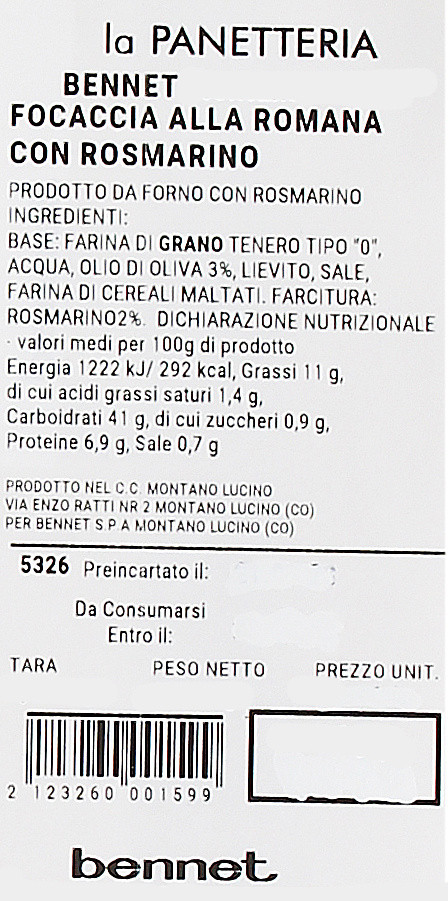 la PANETTERIA
BENNET
FOCACCIA ALLA ROMANA
CON ROSMARINO
PRODOTTO DA FORNO CON ROSMARINO
INGREDIENTI:
BASE: FARINA DI GRANO TENERO TIPO "0",
ACQUA, OLIO DI OLIVA 3%, LIEVITO, SALE,
FARINA DI CEREALI MALTATI. FARCITURA:
ROSMARINO2%. DICHIARAZIONE NUTRIZIONALE
- valori medi per 100g di prodotto
Energia 1222 kJ/ 292 kcal, Grassi 11 g,
di cui acidi grassi saturi 1,4 g,
Carboidrati 41 g, di cui zuccheri 0,9 g,
Proteine 6,9 g, Sale 0,7 g
PRODOTTO NEL C.C. MONTANO LUCINO
VIA ENZO RATTI NR 2 MONTANO LUCINO (CO)
PER BENNET S.P.A MONTANO LUCINO (CO)
5326 Preincartato il:
Da Consumarsi
Entro il:
TARA PESO NETTO PREZZO UNIT.
2 123260 001599
bennet